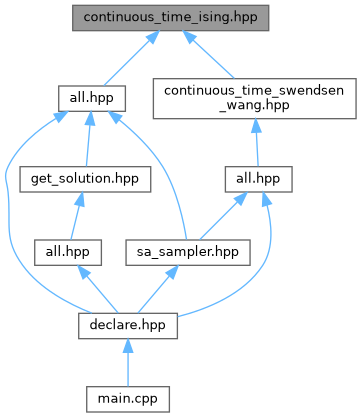 continuous_time_ising.hpp
all.hpp
continuous_time_swendsen
_wang.hpp
get_solution.hpp
all.hpp
all.hpp
sa_sampler.hpp
declare.hpp
main.cpp